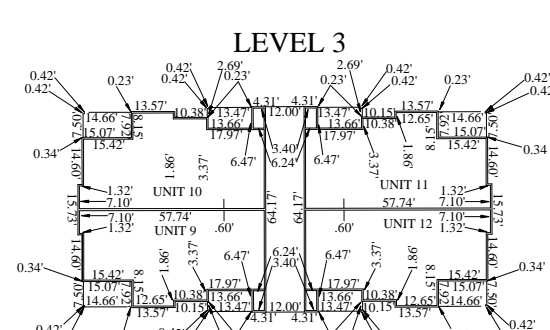 LEVEL 3
0.42' 0.42' 0.23' 0.42' 0.42' 2.69' 0.23' 2.69' 0.23' 0.42' 0.42' 0.23' 0.42' 0.42'
13.57' 4.31' 4.31' 13.57'
14.66' 10.38' 13.47' 12.00' 13.47' 10.15' 12.65' 14.66'
7.50' 15.07' 7.92' 8.15' 13.66' 13.66' 10.38' 8.15' 7.92' 15.07' 7.50'
15.42' 17.97' 17.97' 15.42'
0.34' 14.60' 1.86' 3.37' 6.47' 3.40' 6.24' 6.47' 3.37' 1.86' 14.60' 0.34'
1.32' UNIT 10 UNIT 11 1.32'
15.73' 7.10' 64.17' 64.17' 57.74' 7.10' 15.73'
7.10' 57.74' .60' .60' UNIT 12 7.10'
1.32' UNIT 9 1.32'
14.60' 1.86' 3.37' 6.47' 6.24' 3.40' 6.47' 3.37' 1.86' 14.60'
0.34' 15.42' 8.15' 17.97' 17.97' 8.15' 15.42' 0.34'
7.50' 15.07' 7.92' 12.65' 10.38' 13.66' 13.66' 10.38' 12.65' 7.92' 15.07' 7.50'
14.66' 13.57' 10.15' 13.47' 12.00' 13.47' 10.15' 13.57' 14.66'
4.31' 4.31'